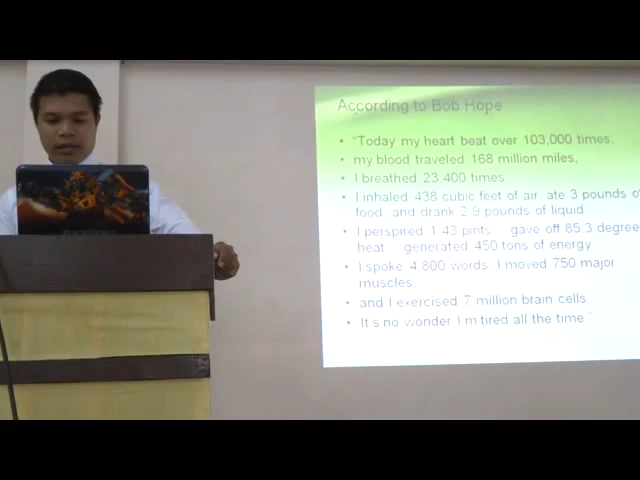 According to Bob Hope
• "Today my heart beat over 103,000 times,
• my blood traveled 168 million miles,
• I breathed 23,400 times
• I inhaled 438 cubic feet of air, ate 3 pounds of
food and drank 2.9 pounds of liquid.
• I perspired 1.43 pints gave off 85.3 degree
heat generated 450 tons of energy.
• I spoke 4,800 words I moved 750 major
muscles.
• and I exercised 7 million brain cells
• It's no wonder I'm tired all the time."